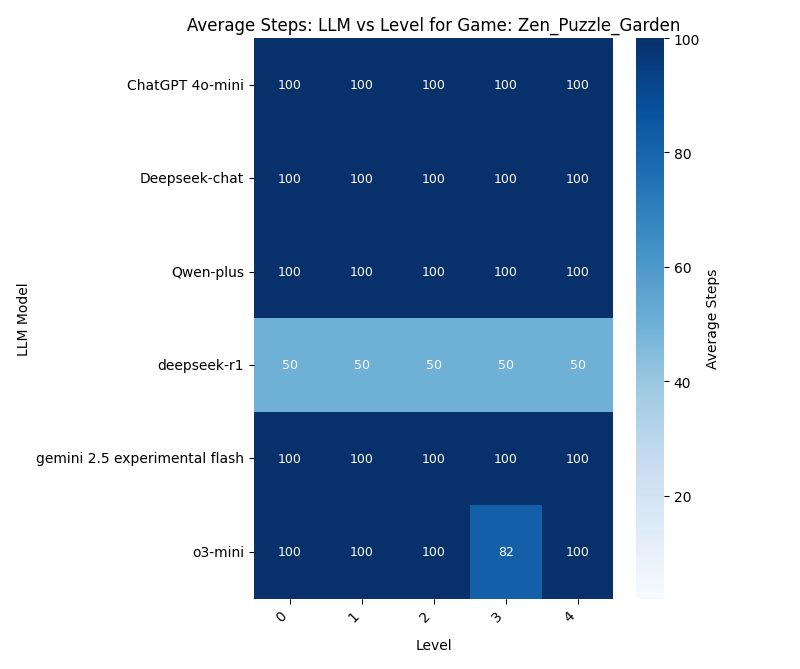 Average Steps: LLM vs Level for Game: Zen_Puzzle_Garden
LLM Model
ChatGPT 4o-mini 100 100 100 100 100
Deepseek-chat 100 100 100 100 100
Qwen-plus 100 100 100 100 100
deepseek-r1 50 50 50 50 50
gemini 2.5 experimental flash 100 100 100 100 100
o3-mini 100 100 100 82 100
0 1 2 3 4
Level
100
80
60
40
20
Average Steps